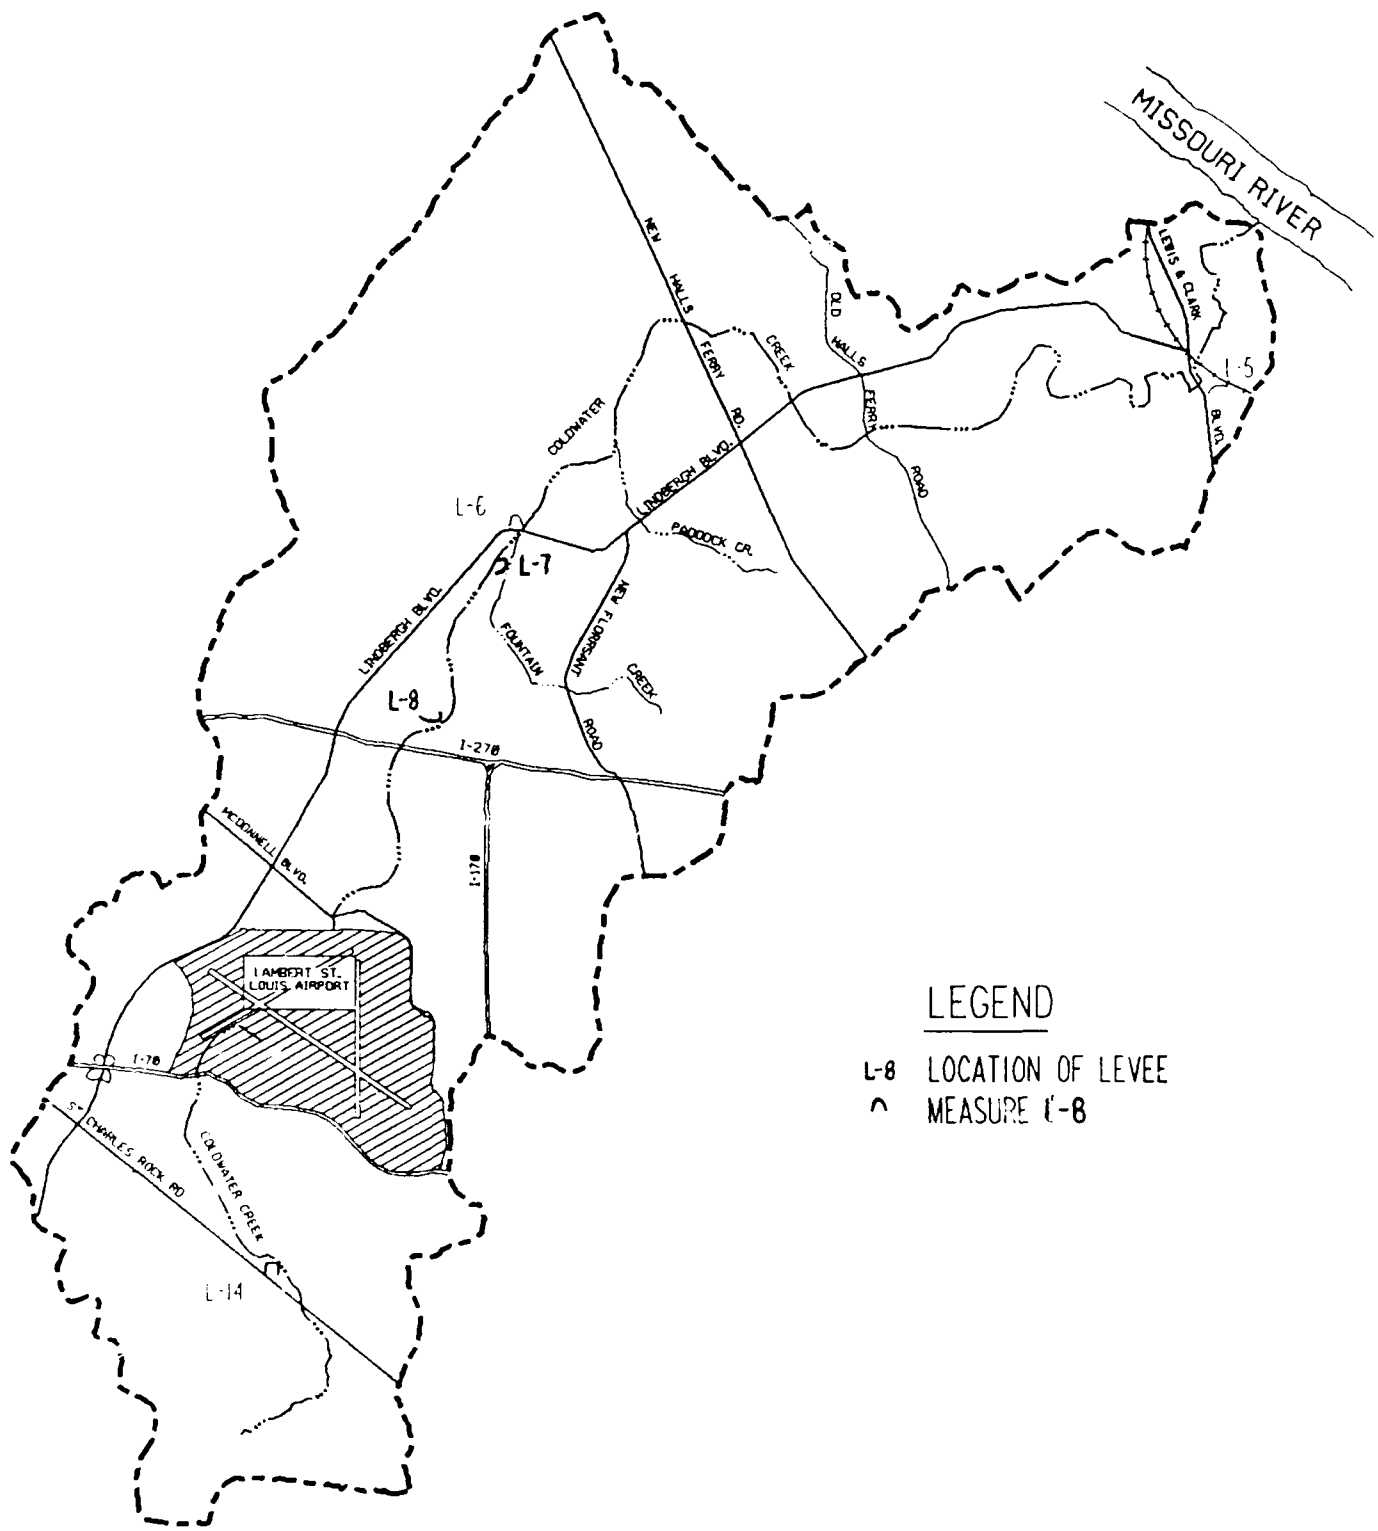 MISSOURI RIVER
NEW
HALLS
FERRY
RD.
OLD
HALLS
FERRY
ROAD
LEWIS & CLARK
BLVD.
L-5
CREEK
COLDWATER
LINDBERGH BLVD.
L-6
PADDOCK CR.
L-7
NEW FLORRSANT
ROAD
LINDBERGH BLVD.
FOUNTAIN
CREEK
L-8
I-270
MCDONNELL BLVD.
I-170
LAMBERT ST.
LOUIS AIRPORT
LEGEND
L-8 LOCATION OF LEVEE
MEASURE L-8
I-70
ST CHARLES ROCK RD
COLDWATER CREEK
L-14